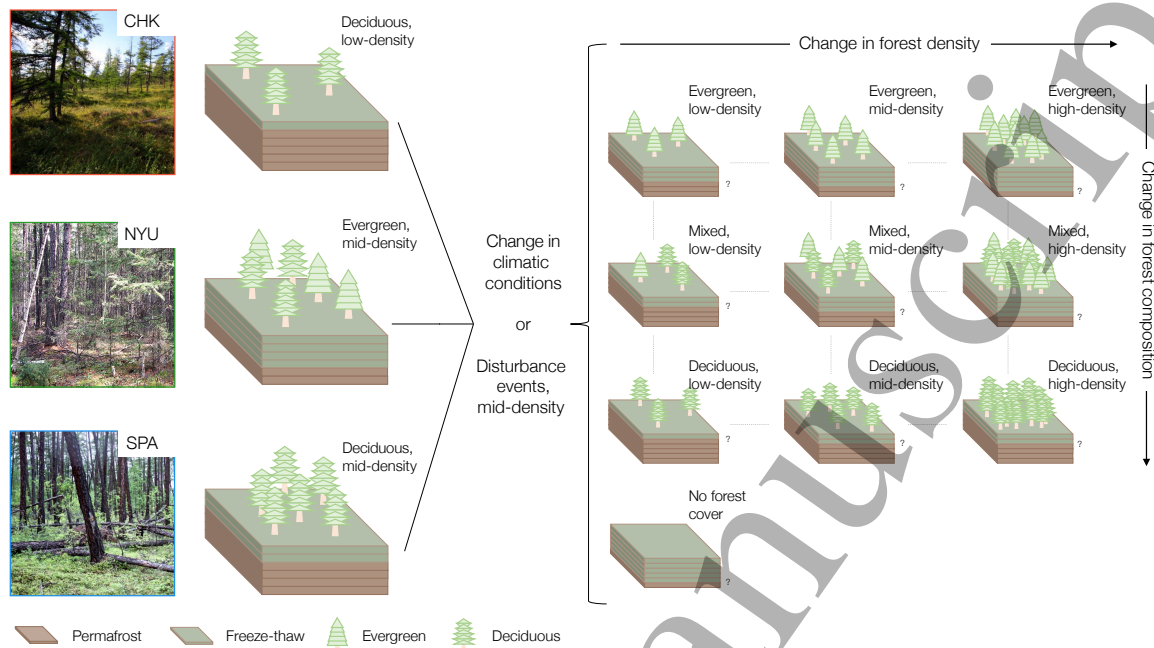 CHK
Deciduous,
low-density
NYU
Evergreen,
mid-density
SPA
Deciduous,
mid-density
Change in
climatic
conditions
or
Disturbance
events,
mid-density
Change in forest density
Change in forest composition
Evergreen,
low-density
?
Evergreen,
mid-density
?
Evergreen,
high-density
?
Mixed,
low-density
?
Mixed,
mid-density
?
Mixed,
high-density
?
Deciduous,
low-density
?
Deciduous,
mid-density
?
Deciduous,
high-density
?
No forest
cover
?
Permafrost
Freeze-thaw
Evergreen
Deciduous
anuscrip